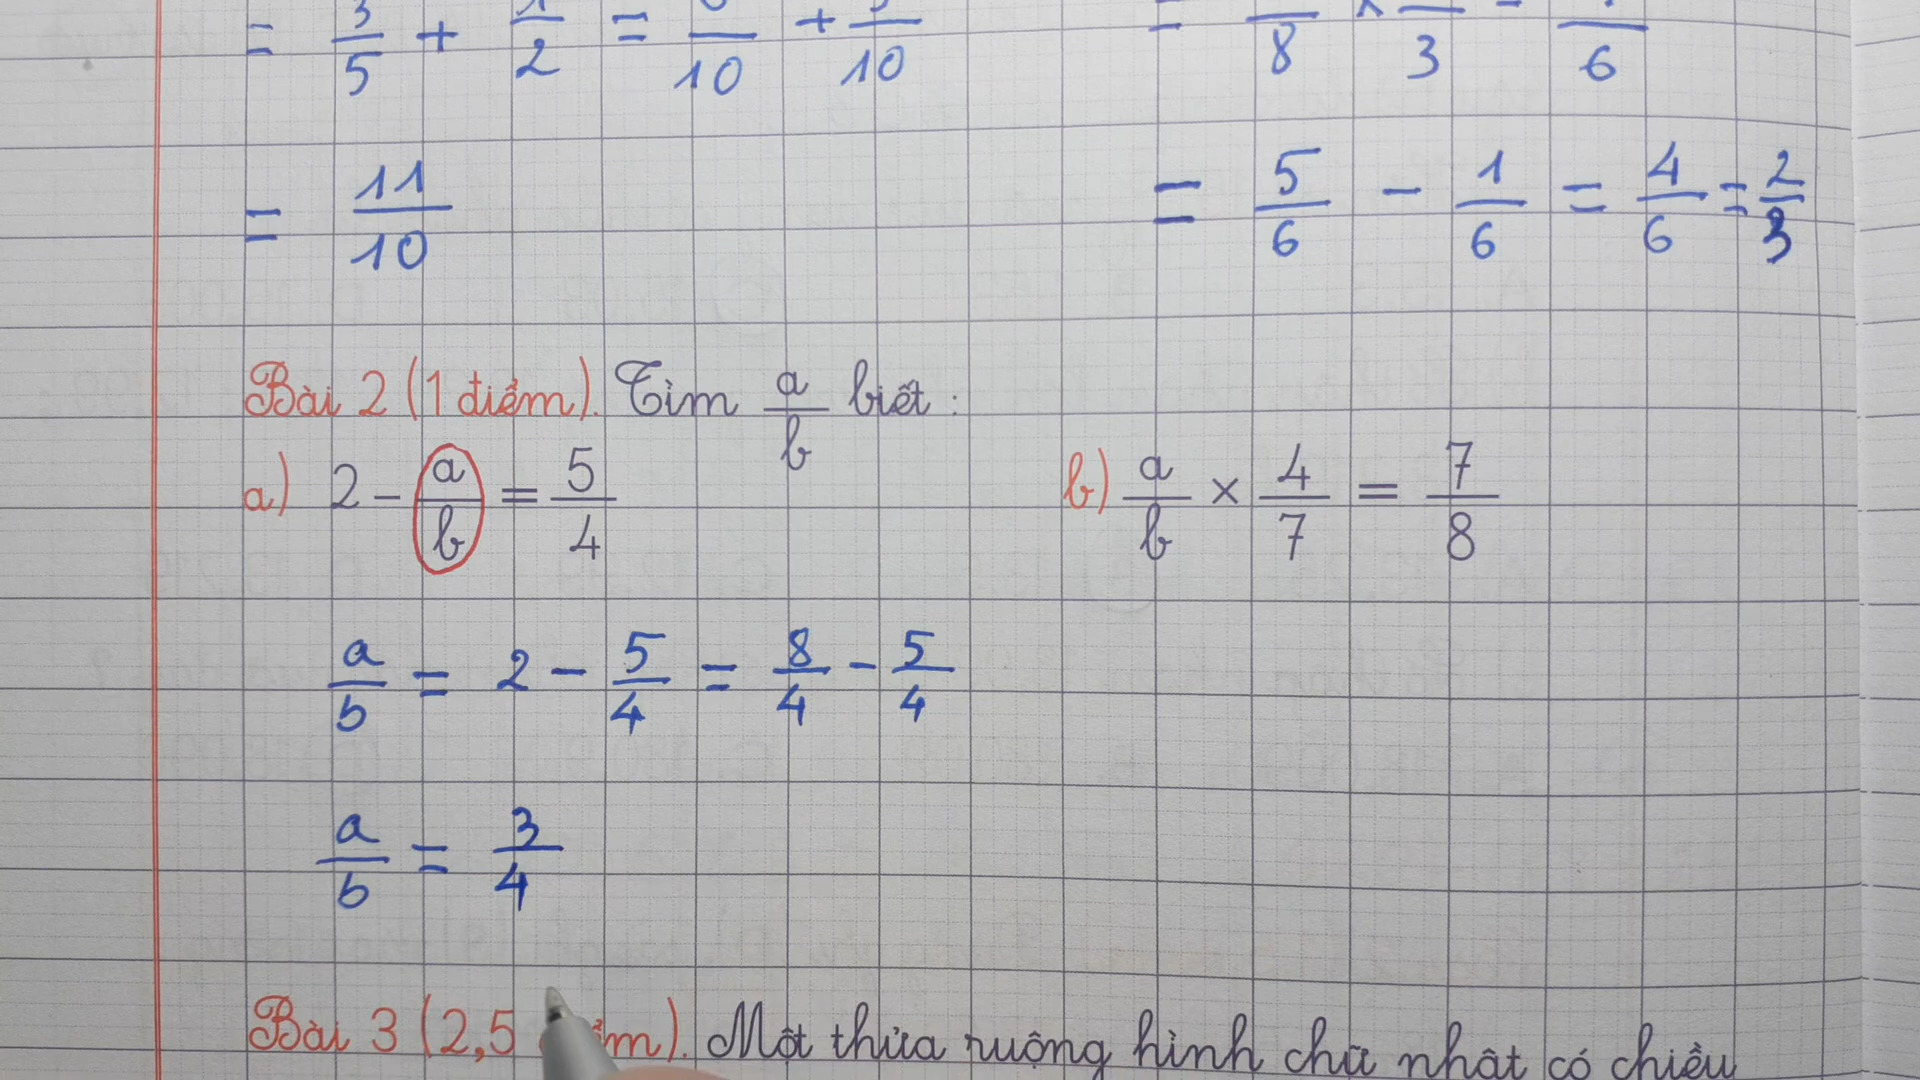 = 3/5 + 1/2 = /10 + /10
= /8 × /3 - /6
= 11/10
= 5/6 - 1/6 = 4/6 = 2/3
Bài 2 (1 điểm). Tìm a/b biết:
a) 2 - a/b = 5/4
b) a/b × 4/7 = 7/8
a/b = 2 - 5/4 = 8/4 - 5/4
a/b = 3/4
Bài 3 (2,5 m). Một thửa ruộng hình chữ nhật có chiều